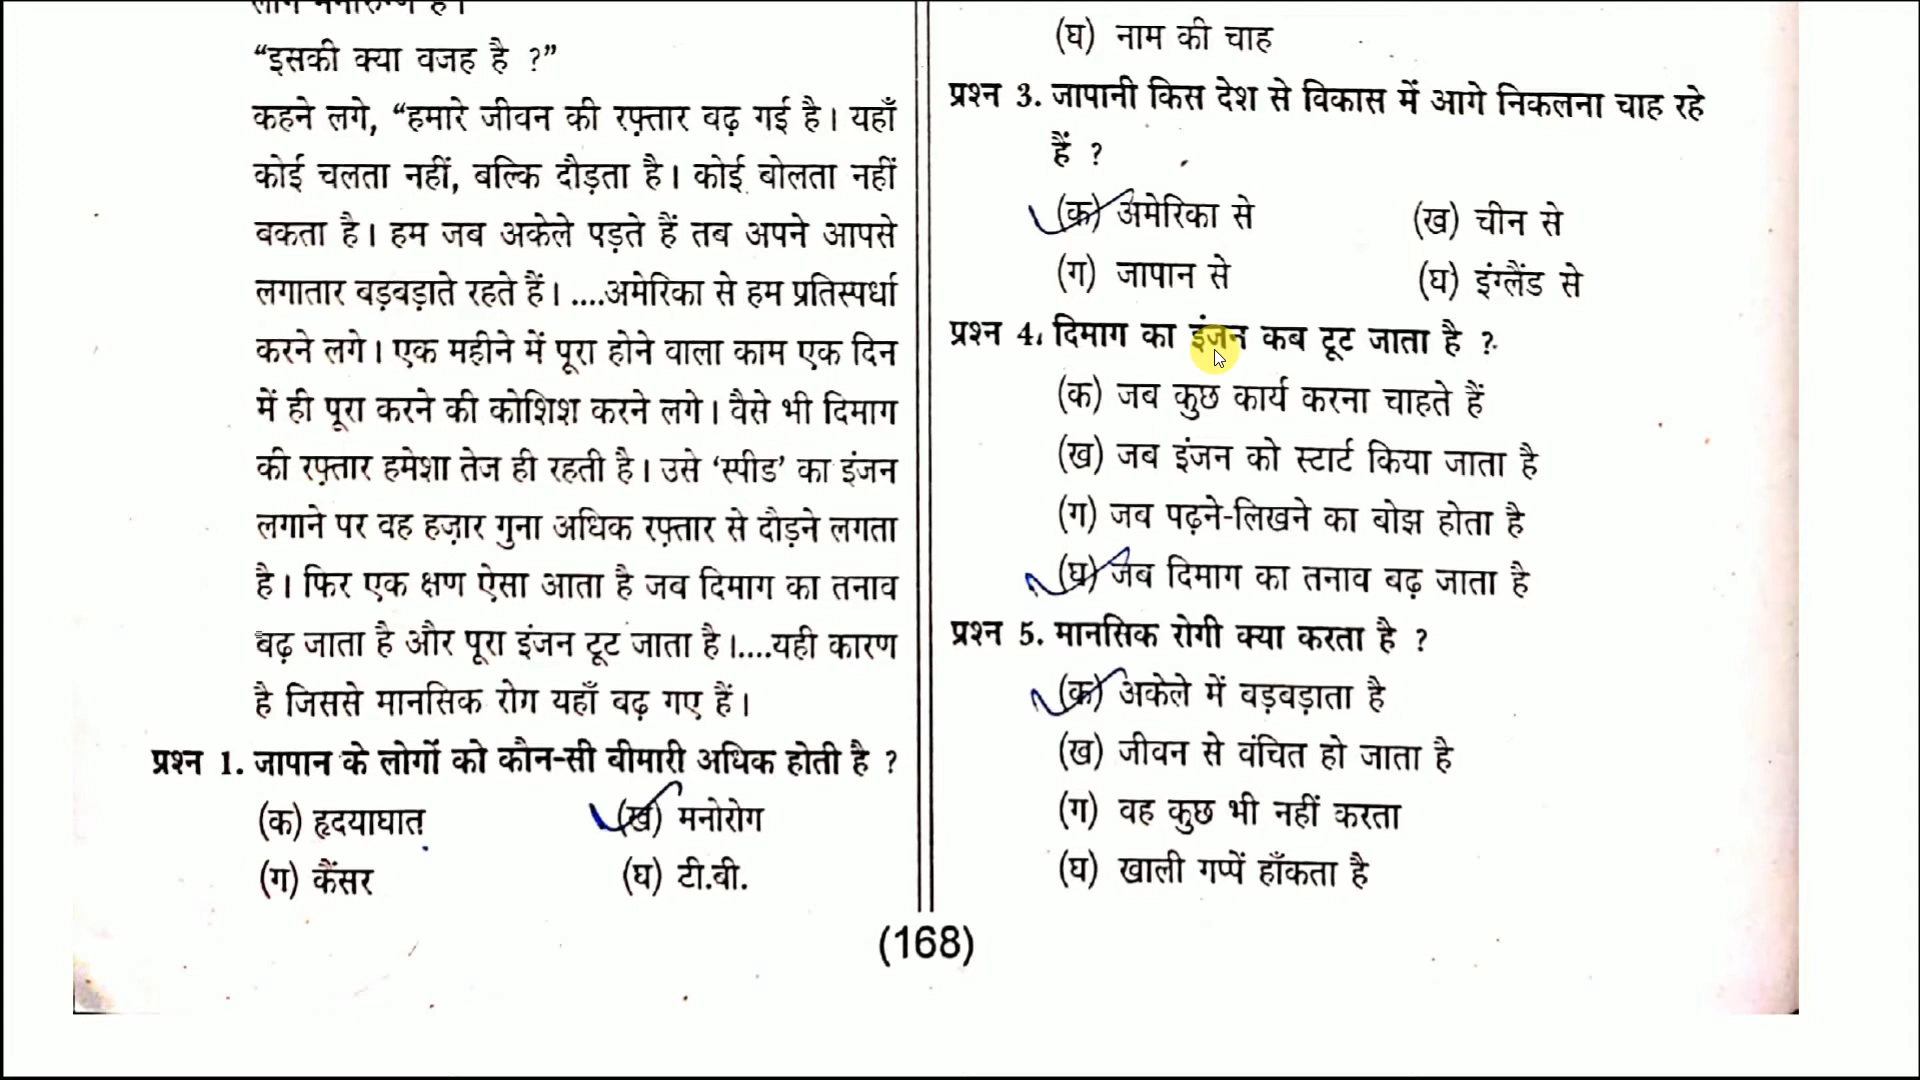 “इसकी क्या वजह है ?”
कहने लगे, “हमारे जीवन की रफ़्तार बढ़ गई है। यहाँ
कोई चलता नहीं, बल्कि दौड़ता है। कोई बोलता नहीं
बकता है। हम जब अकेले पड़ते हैं तब अपने आपसे
लगातार बड़बड़ाते रहते हैं। ....अमेरिका से हम प्रतिस्पर्धा
करने लगे। एक महीने में पूरा होने वाला काम एक दिन
में ही पूरा करने की कोशिश करने लगे। वैसे भी दिमाग
की रफ़्तार हमेशा तेज ही रहती है। उसे ‘स्पीड’ का इंजन
लगाने पर वह हज़ार गुना अधिक रफ़्तार से दौड़ने लगता
है। फिर एक क्षण ऐसा आता है जब दिमाग का तनाव
बढ़ जाता है और पूरा इंजन टूट जाता है।....यही कारण
है जिससे मानसिक रोग यहाँ बढ़ गए हैं।
प्रश्न 1. जापान के लोगों को कौन-सी बीमारी अधिक होती है ?
(क) हृदयाघात (ख) मनोरोग
(ग) कैंसर (घ) टी.बी.
(घ) नाम की चाह
प्रश्न 3. जापानी किस देश से विकास में आगे निकलना चाह रहे
हैं ?
(क) अमेरिका से (ख) चीन से
(ग) जापान से (घ) इंग्लैंड से
प्रश्न 4. दिमाग का इंजन कब टूट जाता है ?
(क) जब कुछ कार्य करना चाहते हैं
(ख) जब इंजन को स्टार्ट किया जाता है
(ग) जब पढ़ने-लिखने का बोझ होता है
(घ) जब दिमाग का तनाव बढ़ जाता है
प्रश्न 5. मानसिक रोगी क्या करता है ?
(क) अकेले में बड़बड़ाता है
(ख) जीवन से वंचित हो जाता है
(ग) वह कुछ भी नहीं करता
(घ) खाली गप्पें हाँकता है
(168)